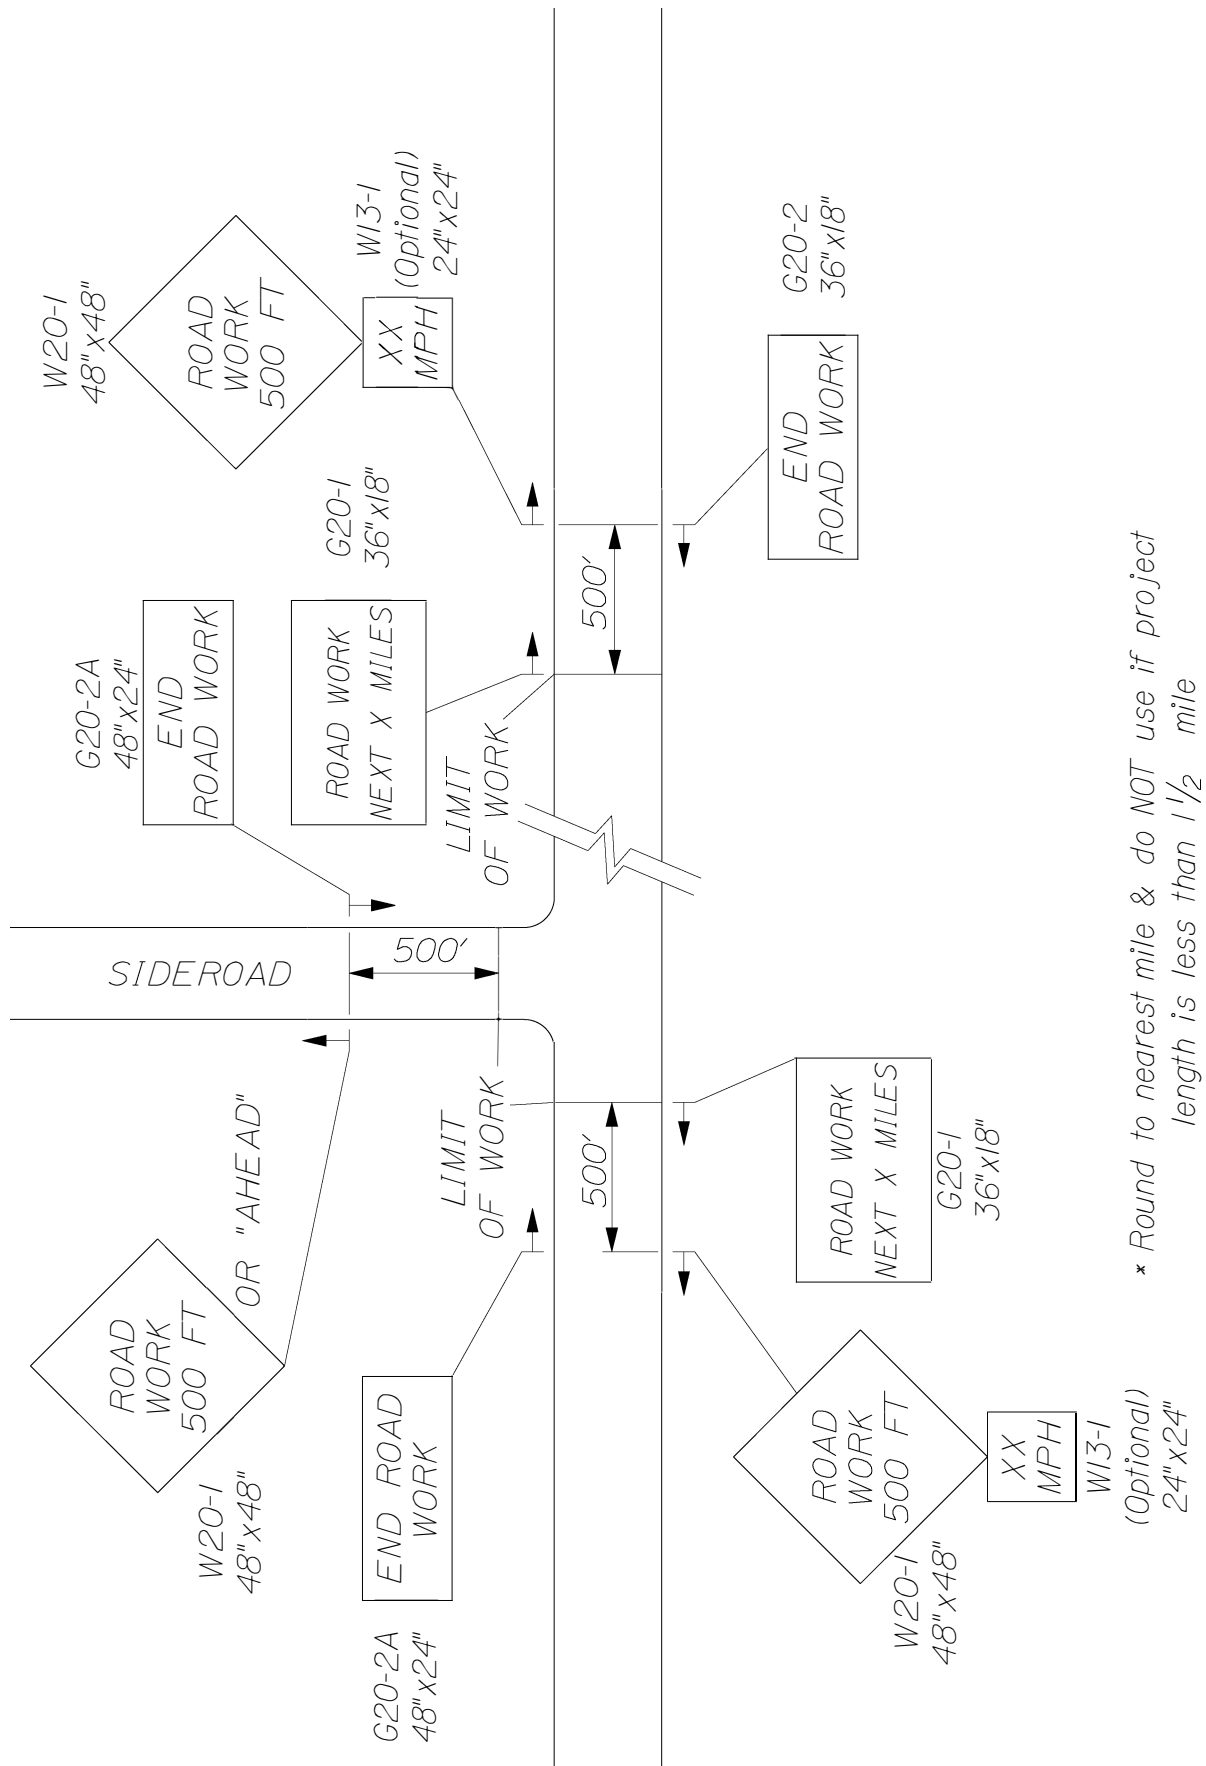 W20-1
48"x48"
ROAD
WORK
500 FT
OR "AHEAD"
SIDEROAD
500'
G20-2A
48"x24"
END
ROAD WORK
W20-1
48"x48"
ROAD
WORK
500 FT
XX
MPH
W13-1
(Optional)
24"x24"
G20-1
36"x18"
ROAD WORK
NEXT X MILES
G20-2A
48"x24"
END ROAD
WORK
LIMIT
OF WORK
LIMIT
OF WORK
500'
500'
W20-1
48"x48"
ROAD
WORK
500 FT
XX
MPH
W13-1
(Optional)
24"x24"
ROAD WORK
NEXT X MILES
G20-1
36"x18"
END
ROAD WORK
G20-2
36"x18"
* Round to nearest mile & do NOT use if project
length is less than 1 1/2 mile